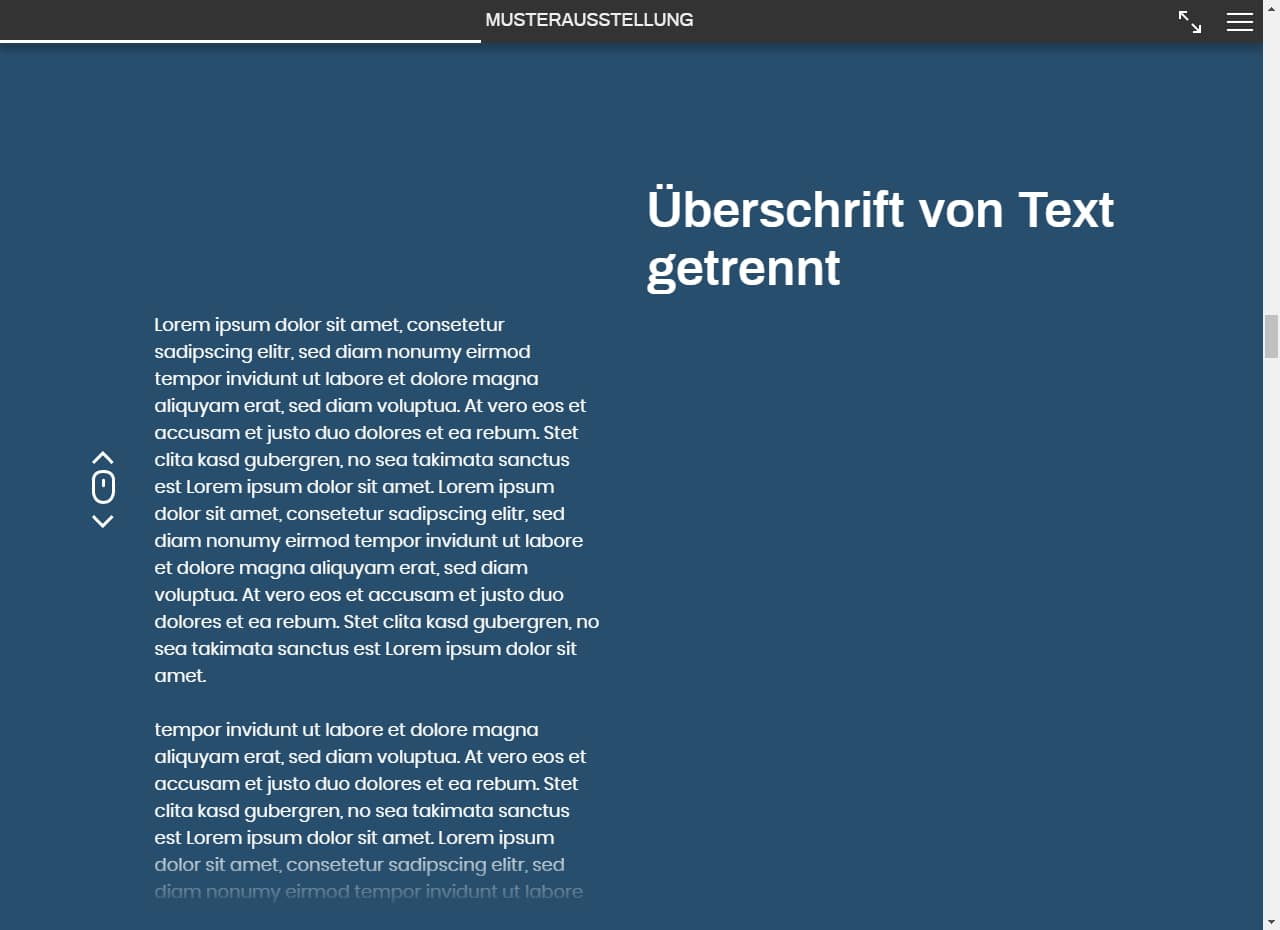 MUSTERAUSSTELLUNG
Überschrift von Text
getrennt
Lorem ipsum dolor sit amet, consetetur
sadipscing elitr, sed diam nonumy eirmod
tempor invidunt ut labore et dolore magna
aliquyam erat, sed diam voluptua. At vero eos et
accusam et justo duo dolores et ea rebum. Stet
clita kasd gubergren, no sea takimata sanctus
est Lorem ipsum dolor sit amet. Lorem ipsum
dolor sit amet, consetetur sadipscing elitr, sed
diam nonumy eirmod tempor invidunt ut labore
et dolore magna aliquyam erat, sed diam
voluptua. At vero eos et accusam et justo duo
dolores et ea rebum. Stet clita kasd gubergren, no
sea takimata sanctus est Lorem ipsum dolor sit
amet.
tempor invidunt ut labore et dolore magna
aliquyam erat, sed diam voluptua. At vero eos et
accusam et justo duo dolores et ea rebum. Stet
clita kasd gubergren, no sea takimata sanctus
est Lorem ipsum dolor sit amet. Lorem ipsum
dolor sit amet, consetetur sadipscing elitr, sed
diam nonumy eirmod tempor invidunt ut labore